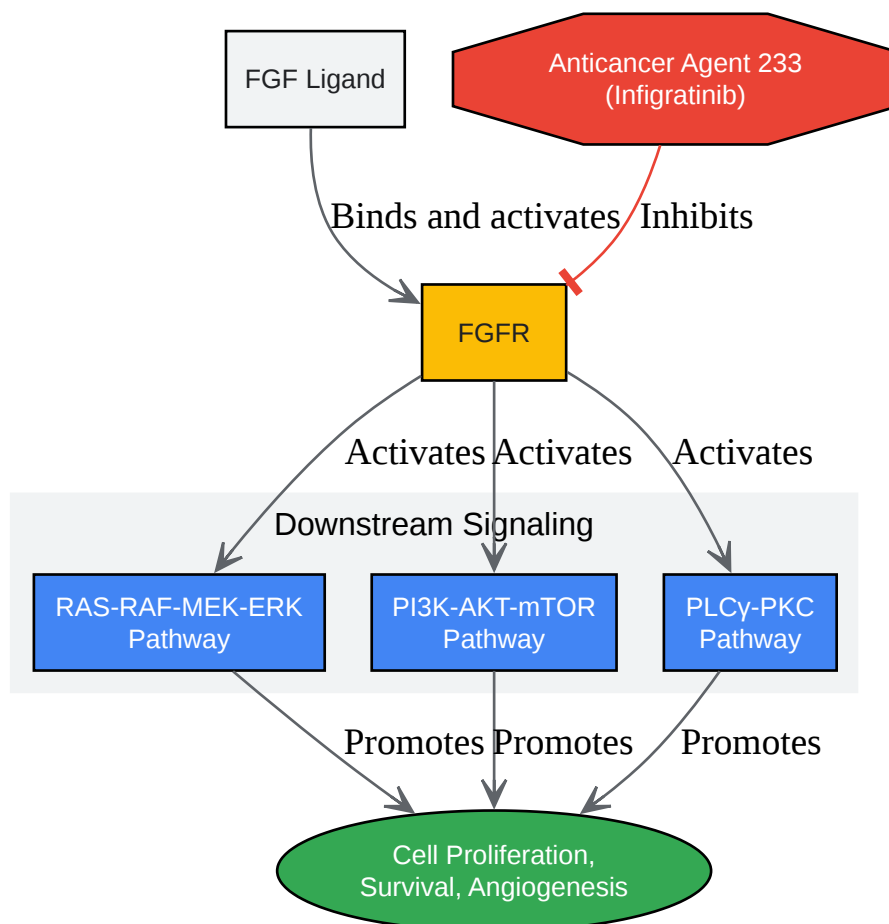 FGF Ligand
Anticancer Agent 233
(Infigratinib)
Binds and activates
Inhibits
FGFR
Activates
Activates
Activates
Downstream Signaling
RAS-RAF-MEK-ERK
Pathway
PI3K-AKT-mTOR
Pathway
PLCγ-PKC
Pathway
Promotes
Promotes
Promotes
Cell Proliferation,
Survival, Angiogenesis